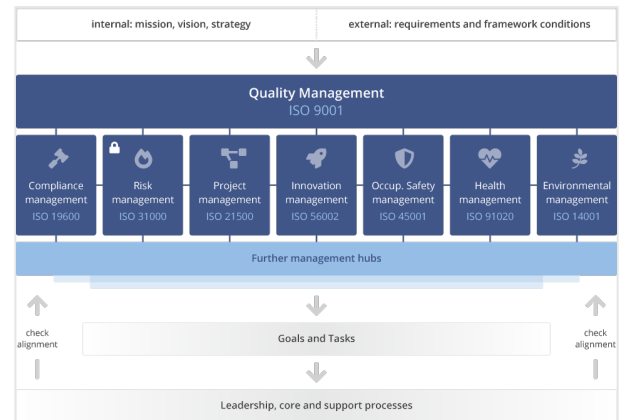 internal: mission, vision, strategy
external: requirements and framework conditions
Quality Management
ISO 9001
Compliance
management
ISO 19600
Risk
management
ISO 31000
Project
management
ISO 21500
Innovation
management
ISO 56002
Occup. Safety
management
ISO 45001
Health
management
ISO 91020
Environmental
management
ISO 14001
Further management hubs
check
alignment
Goals and Tasks
check
alignment
Leadership, core and support processes